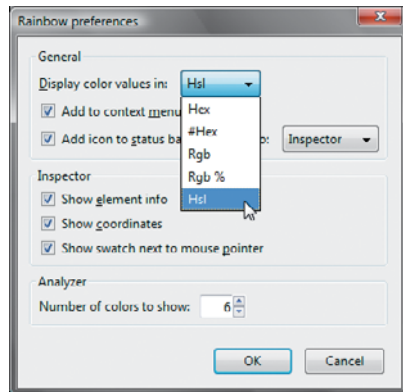 Rainbow preferences
General
Display color values in: Hsl
Add to context menu
Hex
#Hex
Add icon to status ba o: Inspector
Rgb
Rgb %
Hsl
Inspector
Show element info
Show coordinates
Show swatch next to mouse pointer
Analyzer
Number of colors to show: 6
OK Cancel